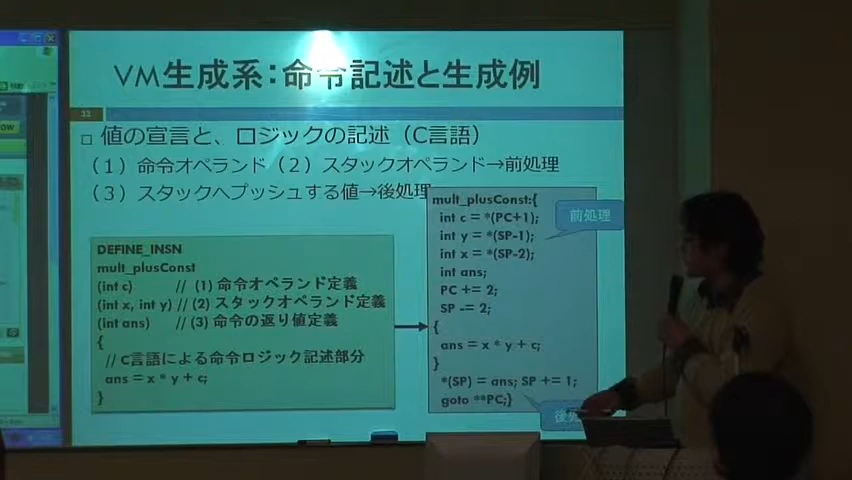 VM生成系：命令記述と生成例
33
□ 値の宣言と、ロジックの記述（C言語）
（1）命令オペランド（2）スタックオペランド→前処理
（3）スタックへプッシュする値→後処理
DEFINE_INSN
mult_plusConst
(int c) // (1) 命令オペランド定義
(int x, int y) // (2) スタックオペランド定義
(int ans) // (3) 命令の返り値定義
{
// C言語による命令ロジック記述部分
ans = x * y + c;
}
mult_plusConst:{
int c = *(PC+1);
int y = *(SP-1);
int x = *(SP-2);
int ans;
PC += 2;
SP -= 2;
{
ans = x * y + c;
}
*(SP) = ans; SP += 1;
goto **PC;}
前処理
後